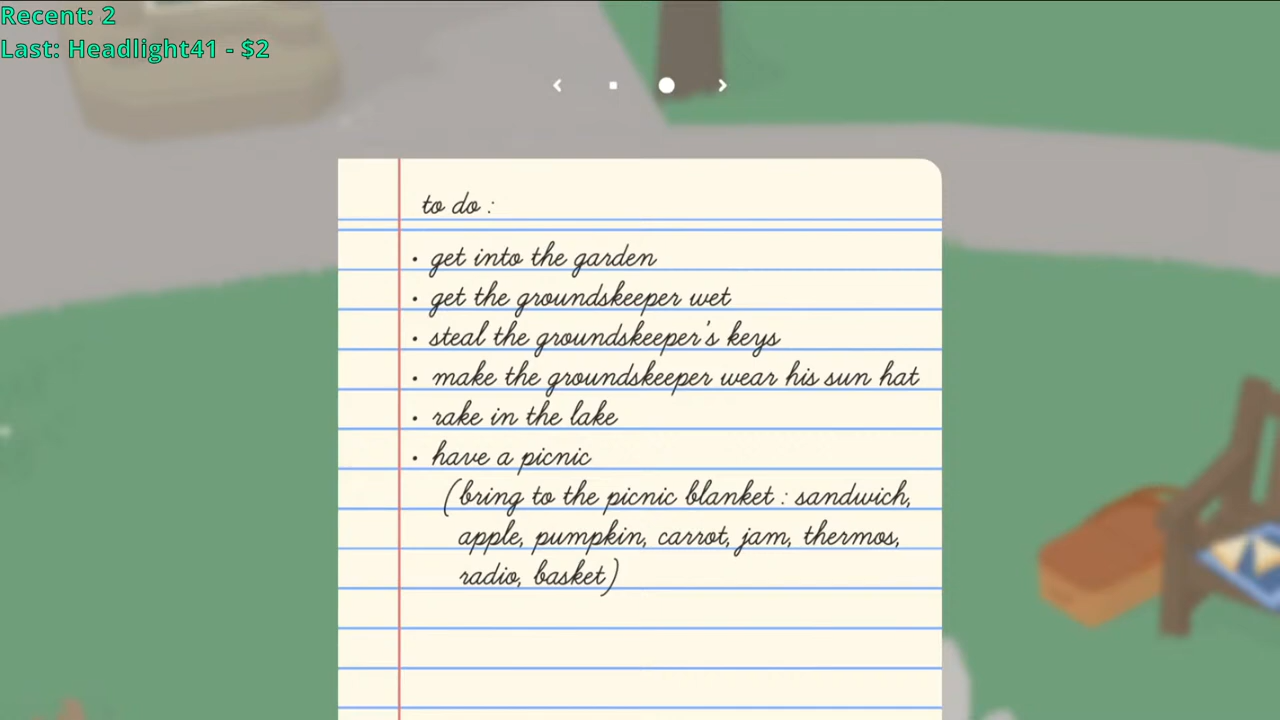 Recent: 2
Last: Headlight41 - $2
to do :
• get into the garden
• get the groundskeeper wet
• steal the groundskeeper's keys
• make the groundskeeper wear his sun hat
• rake in the lake
• have a picnic
(bring to the picnic blanket : sandwich,
apple, pumpkin, carrot, jam, thermos,
radio, basket)